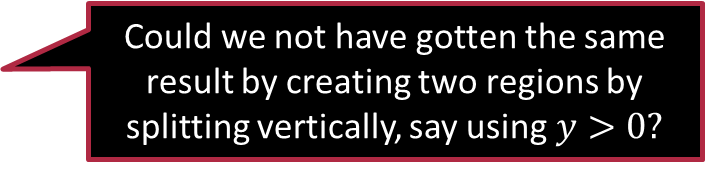 Could we not have gotten the same
result by creating two regions by
splitting vertically, say using 𝑦 > 0?